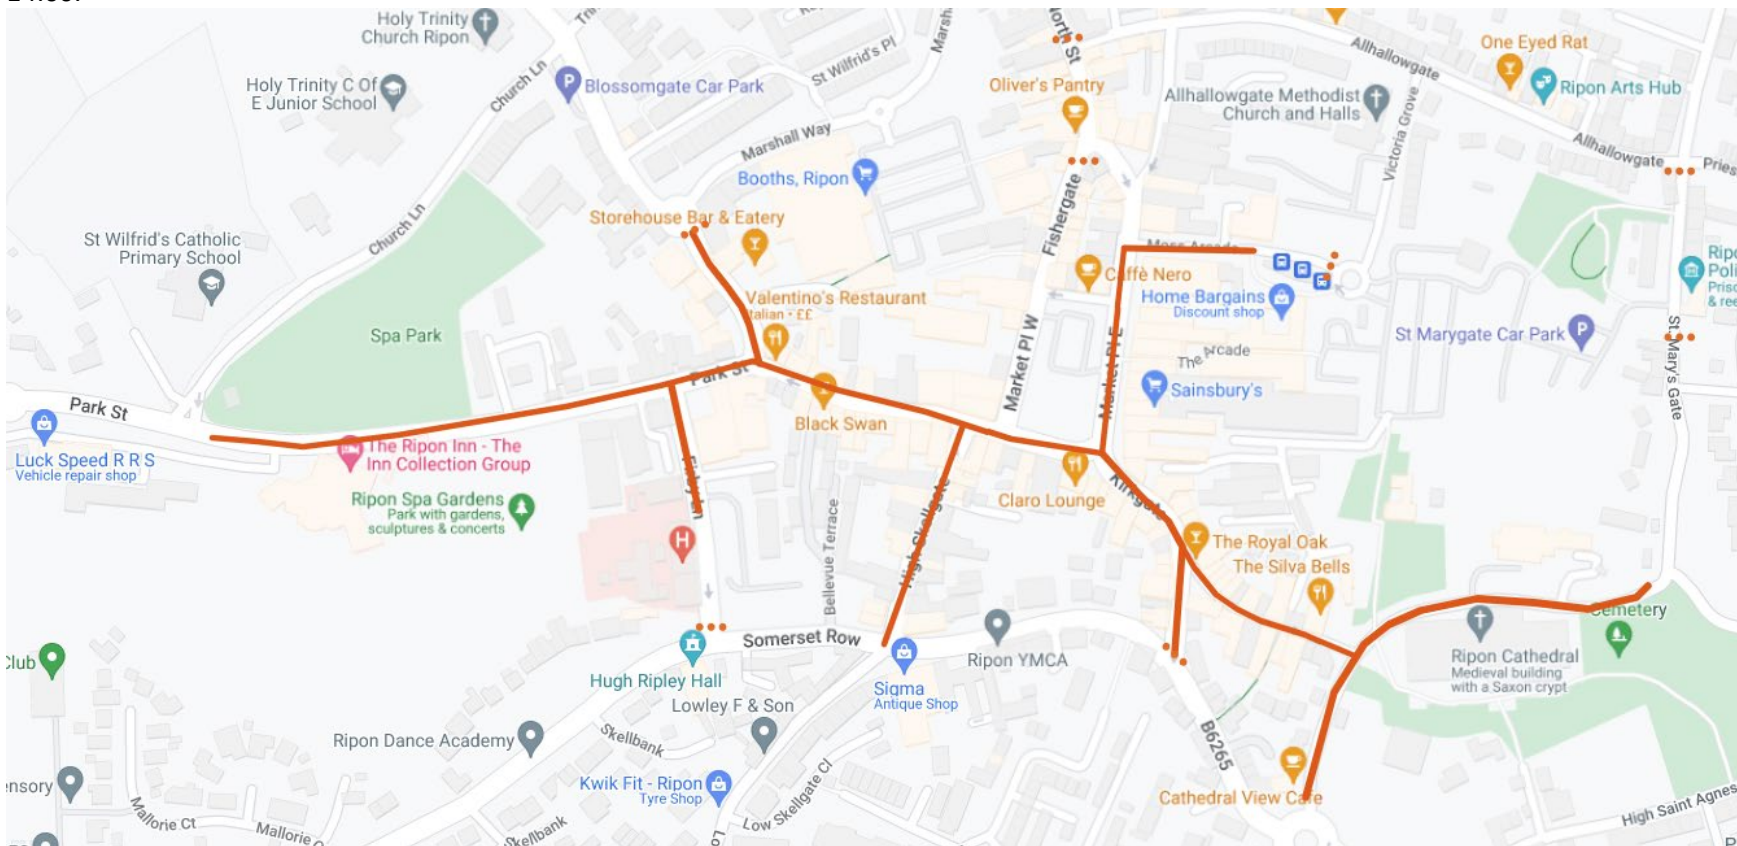 Holy Trinity
Church Ripon
North St
Allhallowgate
One Eyed Rat
Ripon Arts Hub
Holy Trinity C Of
E Junior School
Church Ln
Blossomgate Car Park
St Wilfrid's Pl
Oliver's Pantry
Allhallowgate Methodist
Church and Halls
Victoria Grove
Allhallowgate
Marshall Way
Booths, Ripon
Fishergate
Storehouse Bar & Eatery
St Wilfrid's Catholic
Primary School
Church Ln
Moss Arcade
Caffè Nero
Valentino's Restaurant
Italian • ££
Home Bargains
Discount shop
Spa Park
St Marygate Car Park
St Mary's Gate
The Arcade
Market Pl W
Market Pl E
Park St
Park St
Sainsbury's
Black Swan
Luck Speed R R S
Vehicle repair shop
The Ripon Inn - The
Inn Collection Group
Ripon Spa Gardens
Park with gardens,
sculptures & concerts
H
Claro Lounge
Kirkgate
High Skellgate
Bellevue Terrace
The Royal Oak
The Silva Bells
Cemetery
Somerset Row
Ripon YMCA
Ripon Cathedral
Medieval building
with a Saxon crypt
Hugh Ripley Hall
Sigma
Antique Shop
Lowley F & Son
Ripon Dance Academy
Skellbank
B6265
Kwik Fit - Ripon
Tyre Shop
Low Skellgate Cl
Cathedral View Cafe
Mallorie Ct
Skellbank
High Saint Agnes